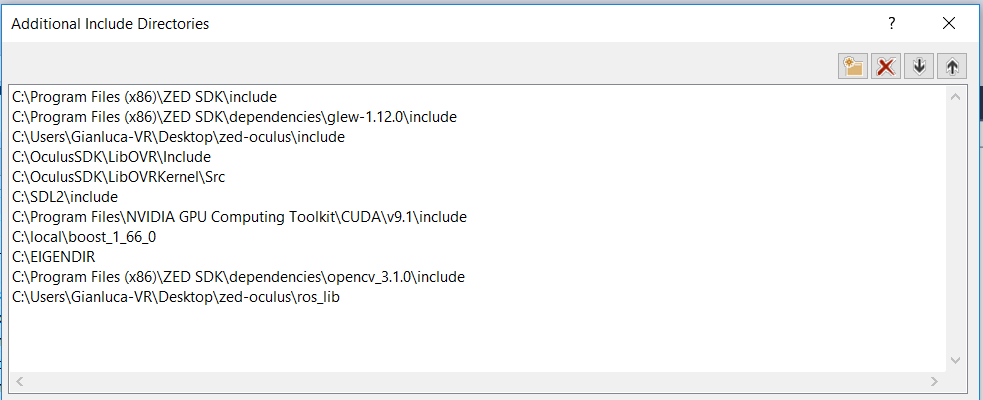 Additional Include Directories
?
C:\Program Files (x86)\ZED SDK\include
C:\Program Files (x86)\ZED SDK\dependencies\glew-1.12.0\include
C:\Users\Gianluca-VR\Desktop\zed-oculus\include
C:\OculusSDK\LibOVR\Include
C:\OculusSDK\LibOVRKernel\Src
C:\SDL2\include
C:\Program Files\NVIDIA GPU Computing Toolkit\CUDA\v9.1\include
C:\local\boost_1_66_0
C:\EIGENDIR
C:\Program Files (x86)\ZED SDK\dependencies\opencv_3.1.0\include
C:\Users\Gianluca-VR\Desktop\zed-oculus\ros_lib